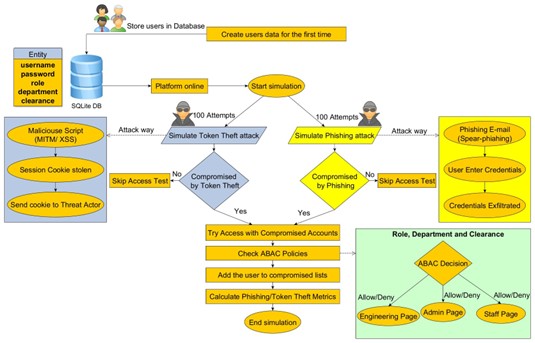 Store users in Database
Create users data for the first time
Entity
username
password
role
department
clearance
SQLite DB
Platform online
Start simulation
100 Attempts
100 Attempts
Maliciouse Script
(MITM/ XSS)
Attack way
Simulate Token Theft attack
Simulate Phishing attack
Attack way
Phishing E-mail
(Spear-phiahing)
Session Cookie stolen
Skip Access Test
No
Compromised
by Token Theft
Compromised
by Phishing
No
Skip Access Test
User Enter Credentials
Send cookie to Threat Actor
Credentials Exfiltrated
Yes
Yes
Try Access with Compromised Accounts
Check ABAC Policies
Add the user to compromised lists
Calculate Phishing/Token Theft Metrics
End simulation
Role, Department and Clearance
ABAC Decision
Allow/Deny
Allow/Deny
Allow/Deny
Engineering Page
Admin Page
Staff Page